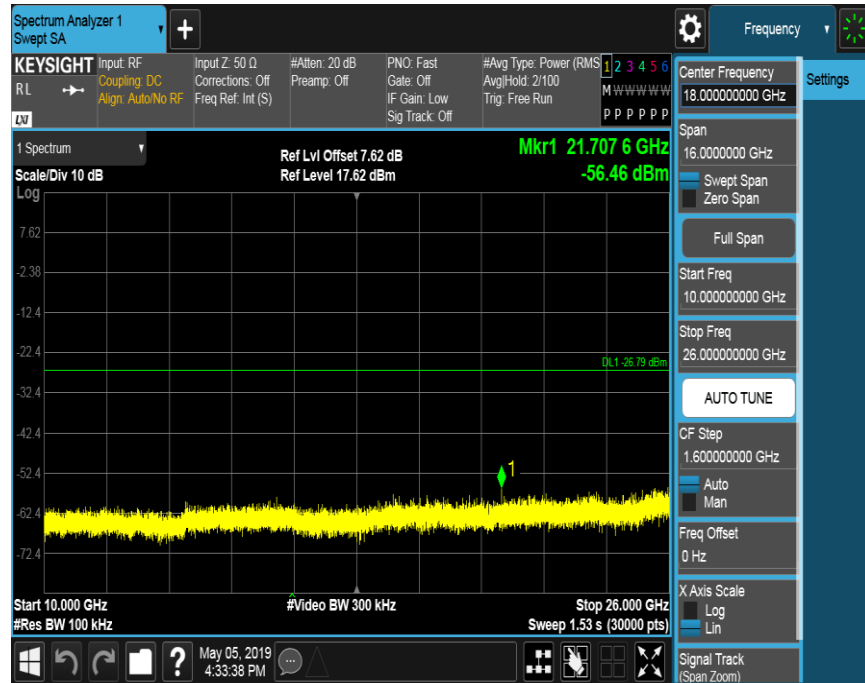 Spectrum Analyzer 1
Swept SA
+
Frequency
KEYSIGHT
RL
LXI
Input: RF
Coupling: DC
Align: Auto/No RF
Input Z: 50 Ω
Corrections: Off
Freq Ref: Int (S)
#Atten: 20 dB
Preamp: Off
PNO: Fast
Gate: Off
IF Gain: Low
Sig Track: Off
#Avg Type: Power (RMS
Avg|Hold: 2/100
Trig: Free Run
1 2 3 4 5 6
M W W W W W
P P P P P P
1 Spectrum
Scale/Div 10 dB
Log
Ref Lvl Offset 7.62 dB
Ref Level 17.62 dBm
Mkr1 21.707 6 GHz
-56.46 dBm
7.62
-2.38
-12.4
-22.4
DL1 -26.79 dBm
-32.4
-42.4
-52.4
1
-62.4
-72.4
Start 10.000 GHz
#Video BW 300 kHz
Stop 26.000 GHz
#Res BW 100 kHz
Sweep 1.53 s (30000 pts)
?
May 05, 2019
4:33:38 PM
Center Frequency
18.000000000 GHz
Settings
Span
16.0000000 GHz
Swept Span
Zero Span
Full Span
Start Freq
10.000000000 GHz
Stop Freq
26.000000000 GHz
AUTO TUNE
CF Step
1.600000000 GHz
Auto
Man
Freq Offset
0 Hz
X Axis Scale
Log
Lin
Signal Track
(Span Zoom)